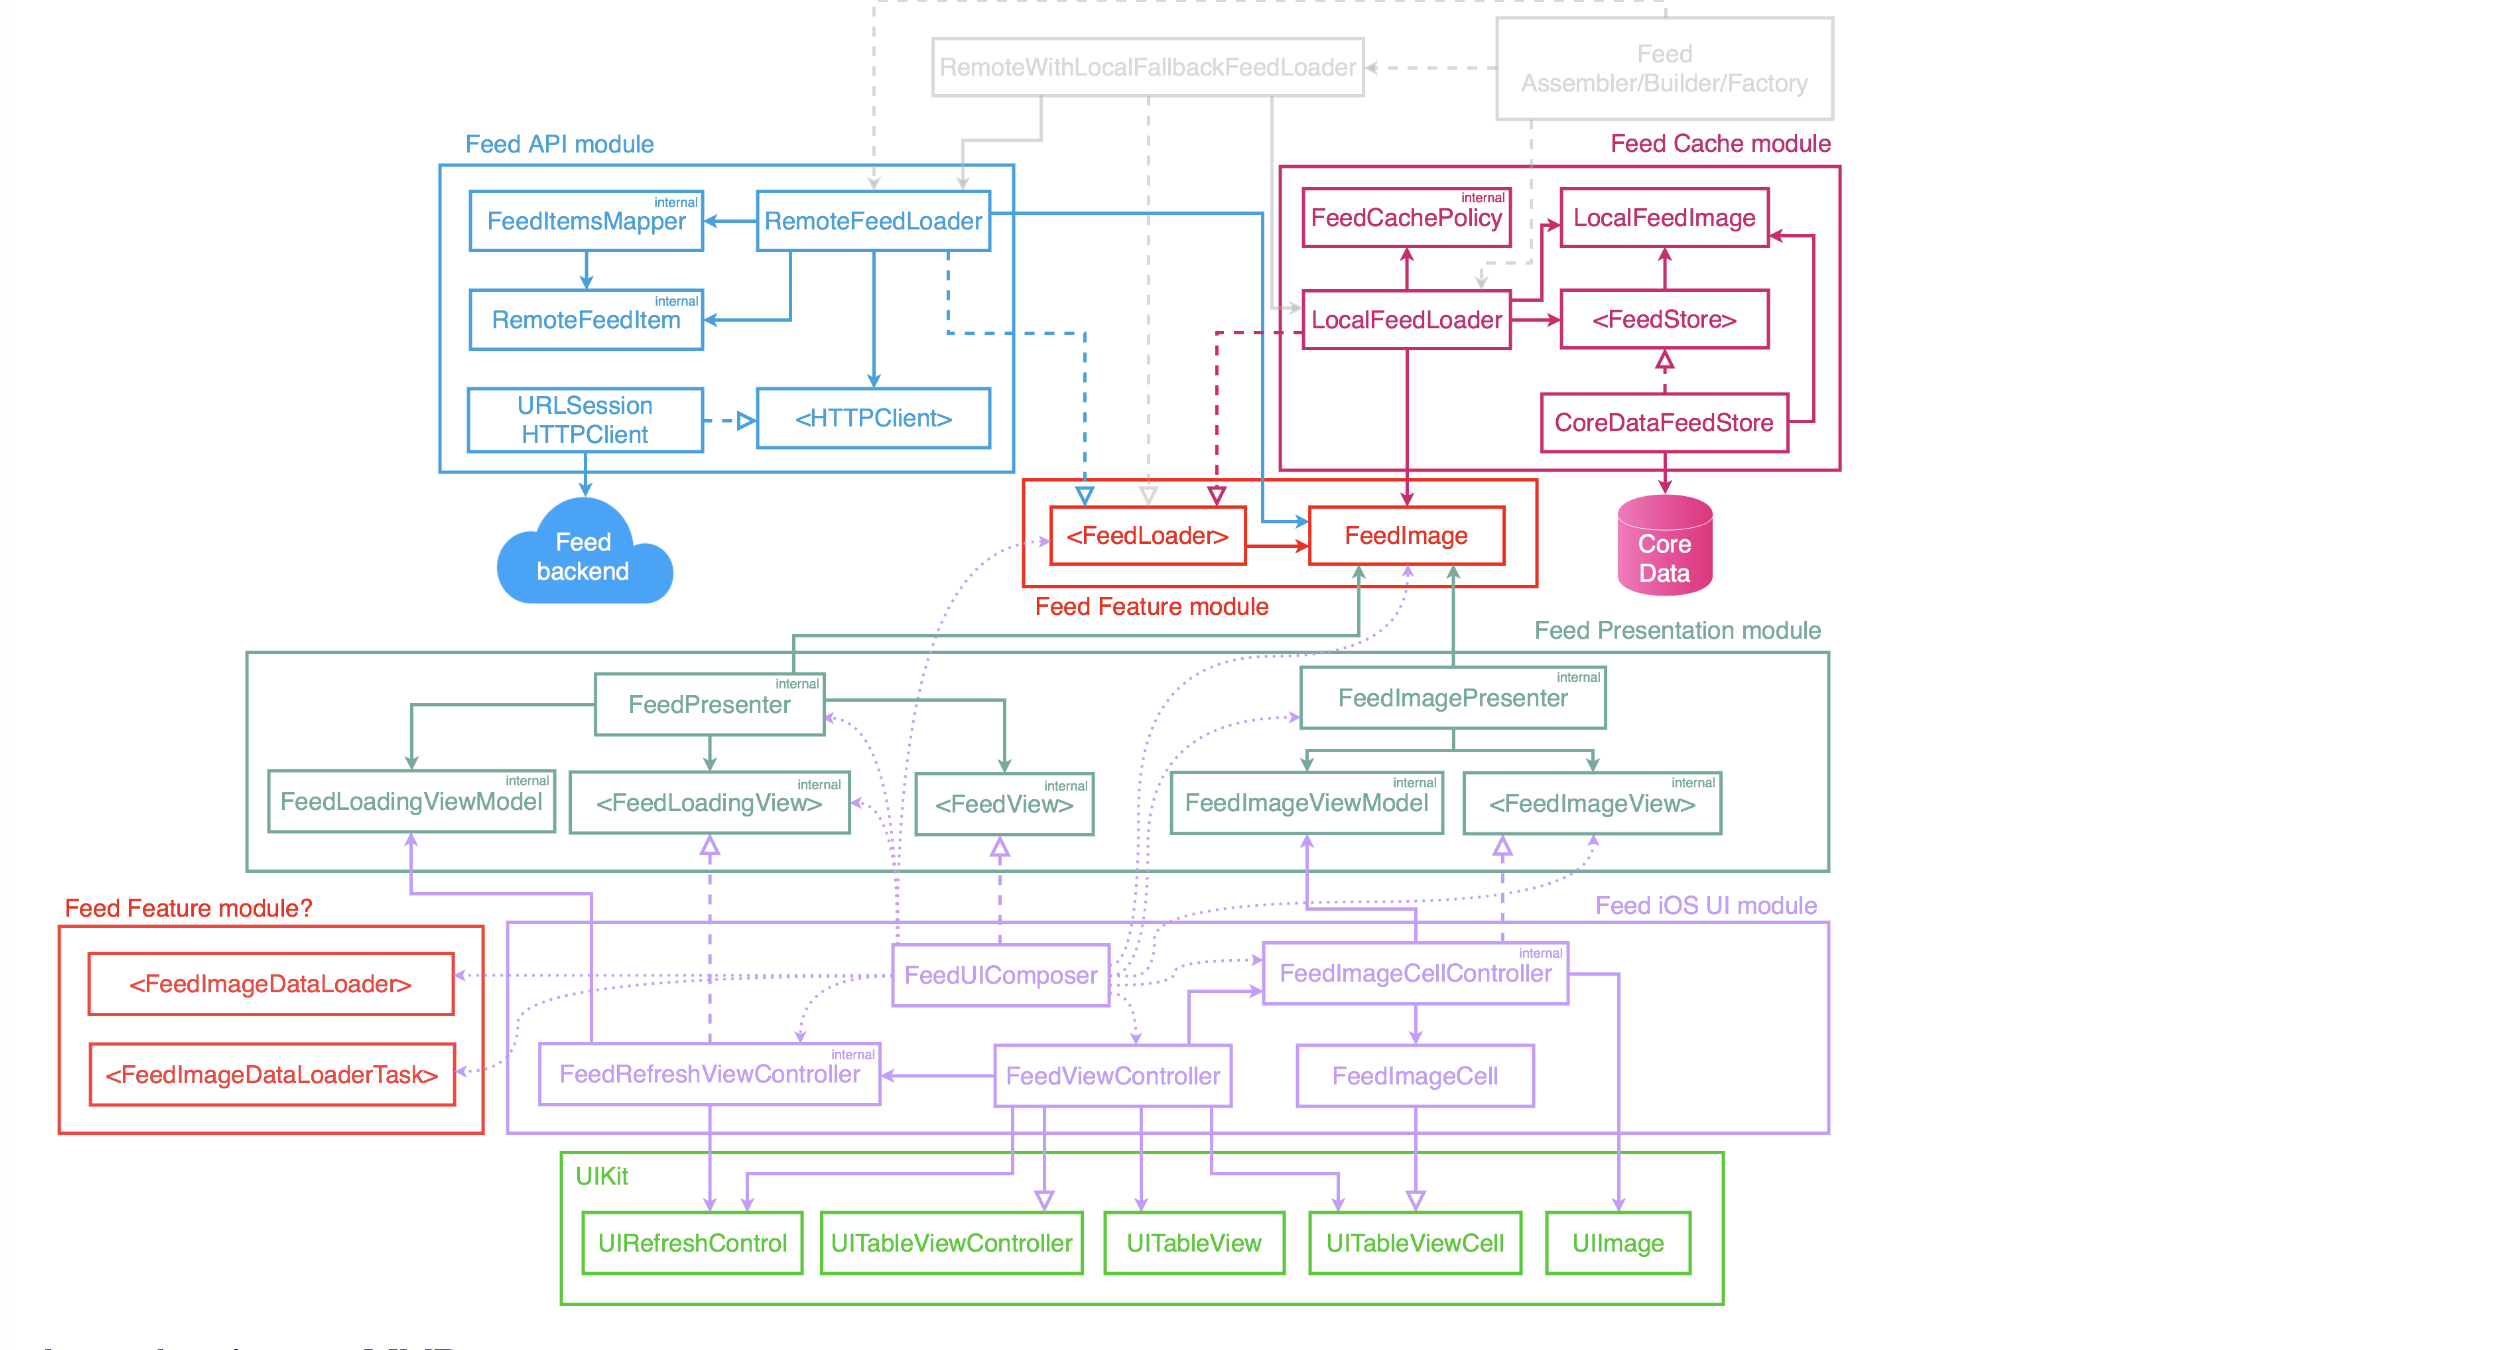 RemoteWithLocalFallbackFeedLoader
Feed
Assembler/Builder/Factory
Feed API module
Feed Cache module
internal
FeedItemsMapper
RemoteFeedLoader
internal
FeedCachePolicy
LocalFeedImage
internal
RemoteFeedItem
LocalFeedLoader
<FeedStore>
URLSession
HTTPClient
<HTTPClient>
CoreDataFeedStore
Feed
backend
<FeedLoader>
FeedImage
Core
Data
Feed Feature module
Feed Presentation module
internal
FeedPresenter
internal
FeedImagePresenter
internal
FeedLoadingViewModel
internal
<FeedLoadingView>
internal
<FeedView>
internal
FeedImageViewModel
internal
<FeedImageView>
Feed Feature module?
Feed iOS UI module
<FeedImageDataLoader>
FeedUIComposer
internal
FeedImageCellController
<FeedImageDataLoaderTask>
internal
FeedRefreshViewController
FeedViewController
FeedImageCell
UIKit
UIRefreshControl
UITableViewController
UITableView
UITableViewCell
UIImage